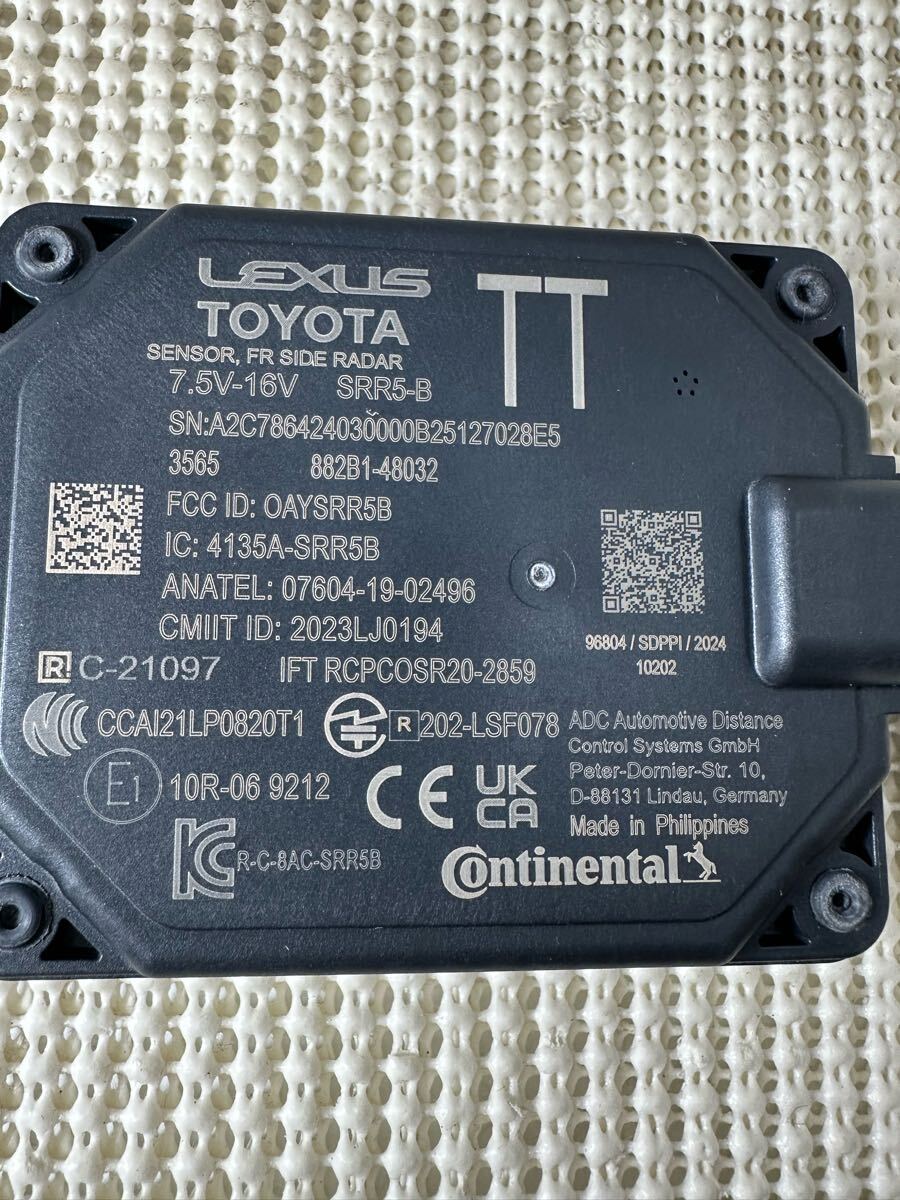 LEXUS
TOYOTA
TT
SENSOR, FR SIDE RADAR
7.5V-16V SRR5-B
SN:A2C786424030000B25127028E5
3565 882B1-48032
FCC ID: OAYSRR5B
IC: 4135A-SRR5B
ANATEL: 07604-19-02496
CMIIT ID: 2023LJ0194
96804 / SDPPI / 2024
10202
R C-21097 IFT RCPCOSR20-2859
CCAI21LP0820T1 R 202-LSF078
ADC Automotive Distance
Control Systems GmbH
Peter-Dornier-Str. 10,
D-88131 Lindau, Germany
Made in Philippines
E1 10R-06 9212 CE UK
CA
KC R-C-8AC-SRR5B
Continental